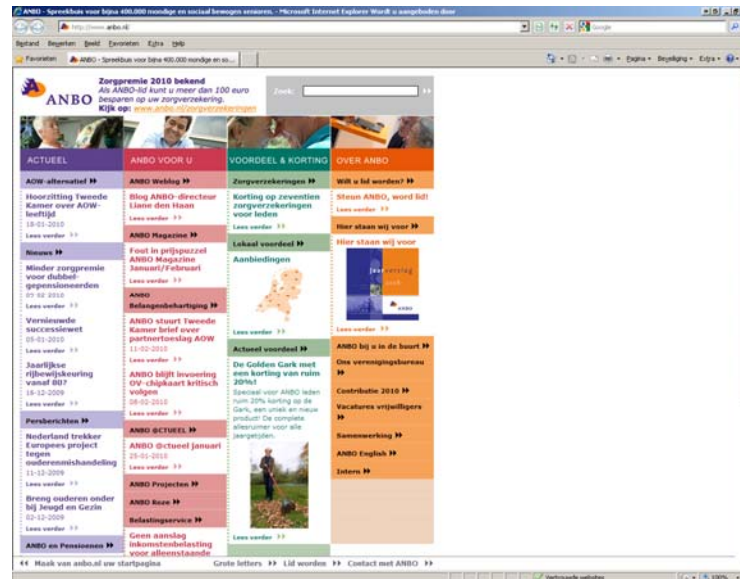 ANBO - Spreekbuis voor bijna 400.000 mondige en sociaal bewogen senioren. - Microsoft Internet Explorer Wordt u aangeboden door
http://www.anbo.nl/
Google
Bestand Bewerken Beeld Favorieten Extra Help
Favorieten ANBO - Spreekbuis voor bijna 400.000 mondige en so...
Pagina Beveiliging Extra
ANBO
Zorgpremie 2010 bekend
Als ANBO-lid kunt u meer dan 100 euro
besparen op uw zorgverzekering.
Kijk op: www.anbo.nl/zorgverzekeringen
Zoek:
ACTUEEL
AOW-alternatief
Hoorzitting Tweede
Kamer over AOW-
leeftijd
18-01-2010
Lees verder
Nieuws
Minder zorgpremie
voor dubbel-
gepensioneerden
07-02-2010
Lees verder
Vernieuwde
successiewet
05-01-2010
Lees verder
Jaarlijkse
rijbewijskeuring
vanaf 80?
16-12-2009
Lees verder
Persberichten
Nederland trekker
Europees project
tegen
ouderenmishandeling
11-12-2009
Lees verder
Breng ouderen onder
bij Jeugd en Gezin
02-12-2009
Lees verder
ANBO en Pensioenen
ANBO VOOR U
ANBO Weblog
Blog ANBO-directeur
Liane den Haan
Lees verder
ANBO Magazine
Fout in prijspuzzel
ANBO Magazine
Januari/Februari
Lees verder
ANBO
Belangenbehartiging
ANBO stuurt Tweede
Kamer brief over
partnertoeslag AOW
11-02-2010
Lees verder
ANBO blijft invoering
OV-chipkaart kritisch
volgen
08-02-2010
Lees verder
ANBO @CTUEEL
ANBO @ctueel januari
25-01-2010
Lees verder
ANBO Projecten
ANBO Roze
Belastingservice
Geen aanslag
inkomstenbelasting
voor alleenstaande
VOORDEEL & KORTING
Zorgverzekeringen
Korting op zeventien
zorgverzekeringen
voor leden
Lees verder
Lokaal voordeel
Aanbiedingen
Lees verder
Actueel voordeel
De Golden Gark met
een korting van ruim
20%!
Speciaal voor ANBO leden
ruim 20% korting op de
Gark, een uniek en nieuw
product! De complete
allesruimer voor alle
jaargetijden.
Lees verder
OVER ANBO
Wilt u lid worden?
Steun ANBO, word lid!
Lees verder
Hier staan wij voor
Hier staan wij voor
jaarverslag
ANBO
Lees verder
ANBO bij u in de buurt
Ons verenigingsbureau
Contributie 2010
Vacatures vrijwilligers
Samenwerking
ANBO English
Intern
Maak van anbo.nl uw startpagina Grote letters Lid worden Contact met ANBO
Vertrouwde websites 100%